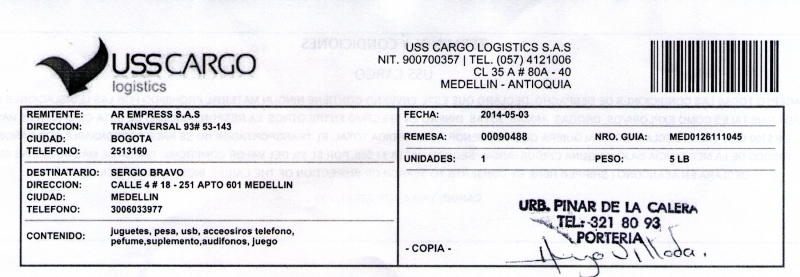 USSCARGO
logistics
USS CARGO LOGISTICS S.A.S
NIT. 900700357 | TEL. (057) 4121006
CL 35 A # 80A - 40
MEDELLIN - ANTIOQUIA
REMITENTE: AR EMPRESS S.A.S
DIRECCION: TRANSVERSAL 93# 53-143
CIUDAD: BOGOTA
TELEFONO: 2513160
FECHA: 2014-05-03
REMESA: 00090488 NRO. GUIA: MED0126111045
UNIDADES: 1 PESO: 5 LB
DESTINATARIO: SERGIO BRAVO
DIRECCION: CALLE 4 # 18 - 251 APTO 601 MEDELLIN
CIUDAD: MEDELLIN
TELEFONO: 3006033977
CONTENIDO: juguetes, pesa, usb, acceosiros telefono,
pefume,suplemento,audifonos, juego
URB. PINAR DE LA CALERA
TEL: 321 80 93
PORTERIA
- COPIA -